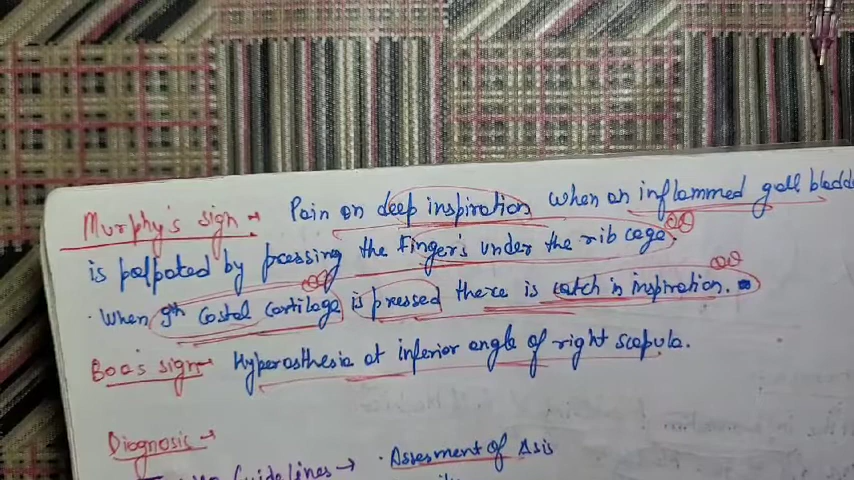 Murphy's sign → Pain on deep inspiration when an inflammed gall bladde
is palpated by pressing the fingers under the rib cage.
· When 9th costal cartilage is pressed there is catch in inspiration.
Boa's sign → Hyperasthesia at inferior angle of right scapula.
Diagnosis →
Guidelines → · Assesment of Asis